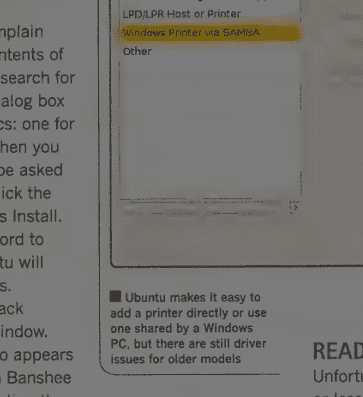 LPD/LPR Host or Printer
Windows Printer via SAMBA
Other
nplain
ntents of
search for
alog box
cs: one for
hen you
be asked
ick the
s Install.
ord to
tu will
s.
ack
indow.
o appears
Banshee
Ubuntu makes it easy to
add a printer directly or use
one shared by a Windows
PC, but there are still driver
issues for older models
READ
Unfortu